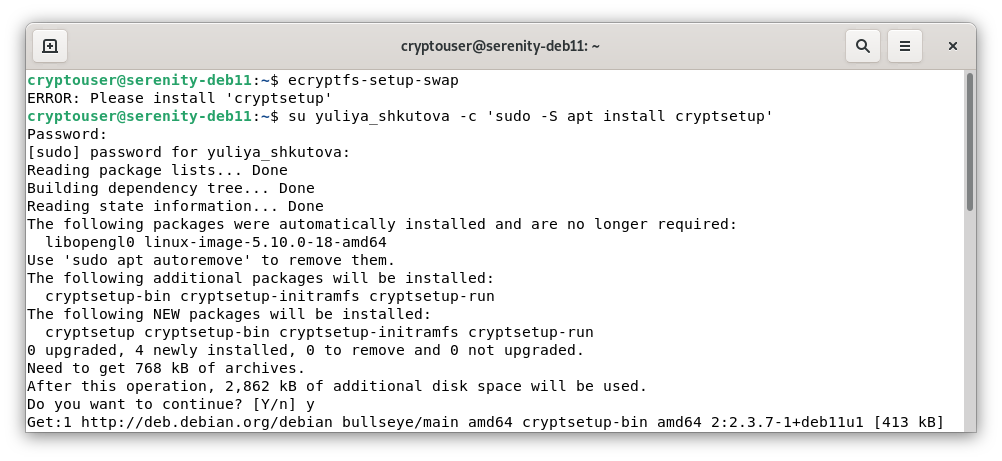 cryptouser@serenity-deb11: ~
cryptouser@serenity-deb11:~$ ecryptfs-setup-swap
ERROR: Please install 'cryptsetup'
cryptouser@serenity-deb11:~$ su yuliya_shkutova -c 'sudo -S apt install cryptsetup'
Password:
[sudo] password for yuliya_shkutova:
Reading package lists... Done
Building dependency tree... Done
Reading state information... Done
The following packages were automatically installed and are no longer required:
  libopengl0 linux-image-5.10.0-18-amd64
Use 'sudo apt autoremove' to remove them.
The following additional packages will be installed:
  cryptsetup-bin cryptsetup-initramfs cryptsetup-run
The following NEW packages will be installed:
  cryptsetup cryptsetup-bin cryptsetup-initramfs cryptsetup-run
0 upgraded, 4 newly installed, 0 to remove and 0 not upgraded.
Need to get 768 kB of archives.
After this operation, 2,862 kB of additional disk space will be used.
Do you want to continue? [Y/n] y
Get:1 http://deb.debian.org/debian bullseye/main amd64 cryptsetup-bin amd64 2:2.3.7-1+deb11u1 [413 kB]